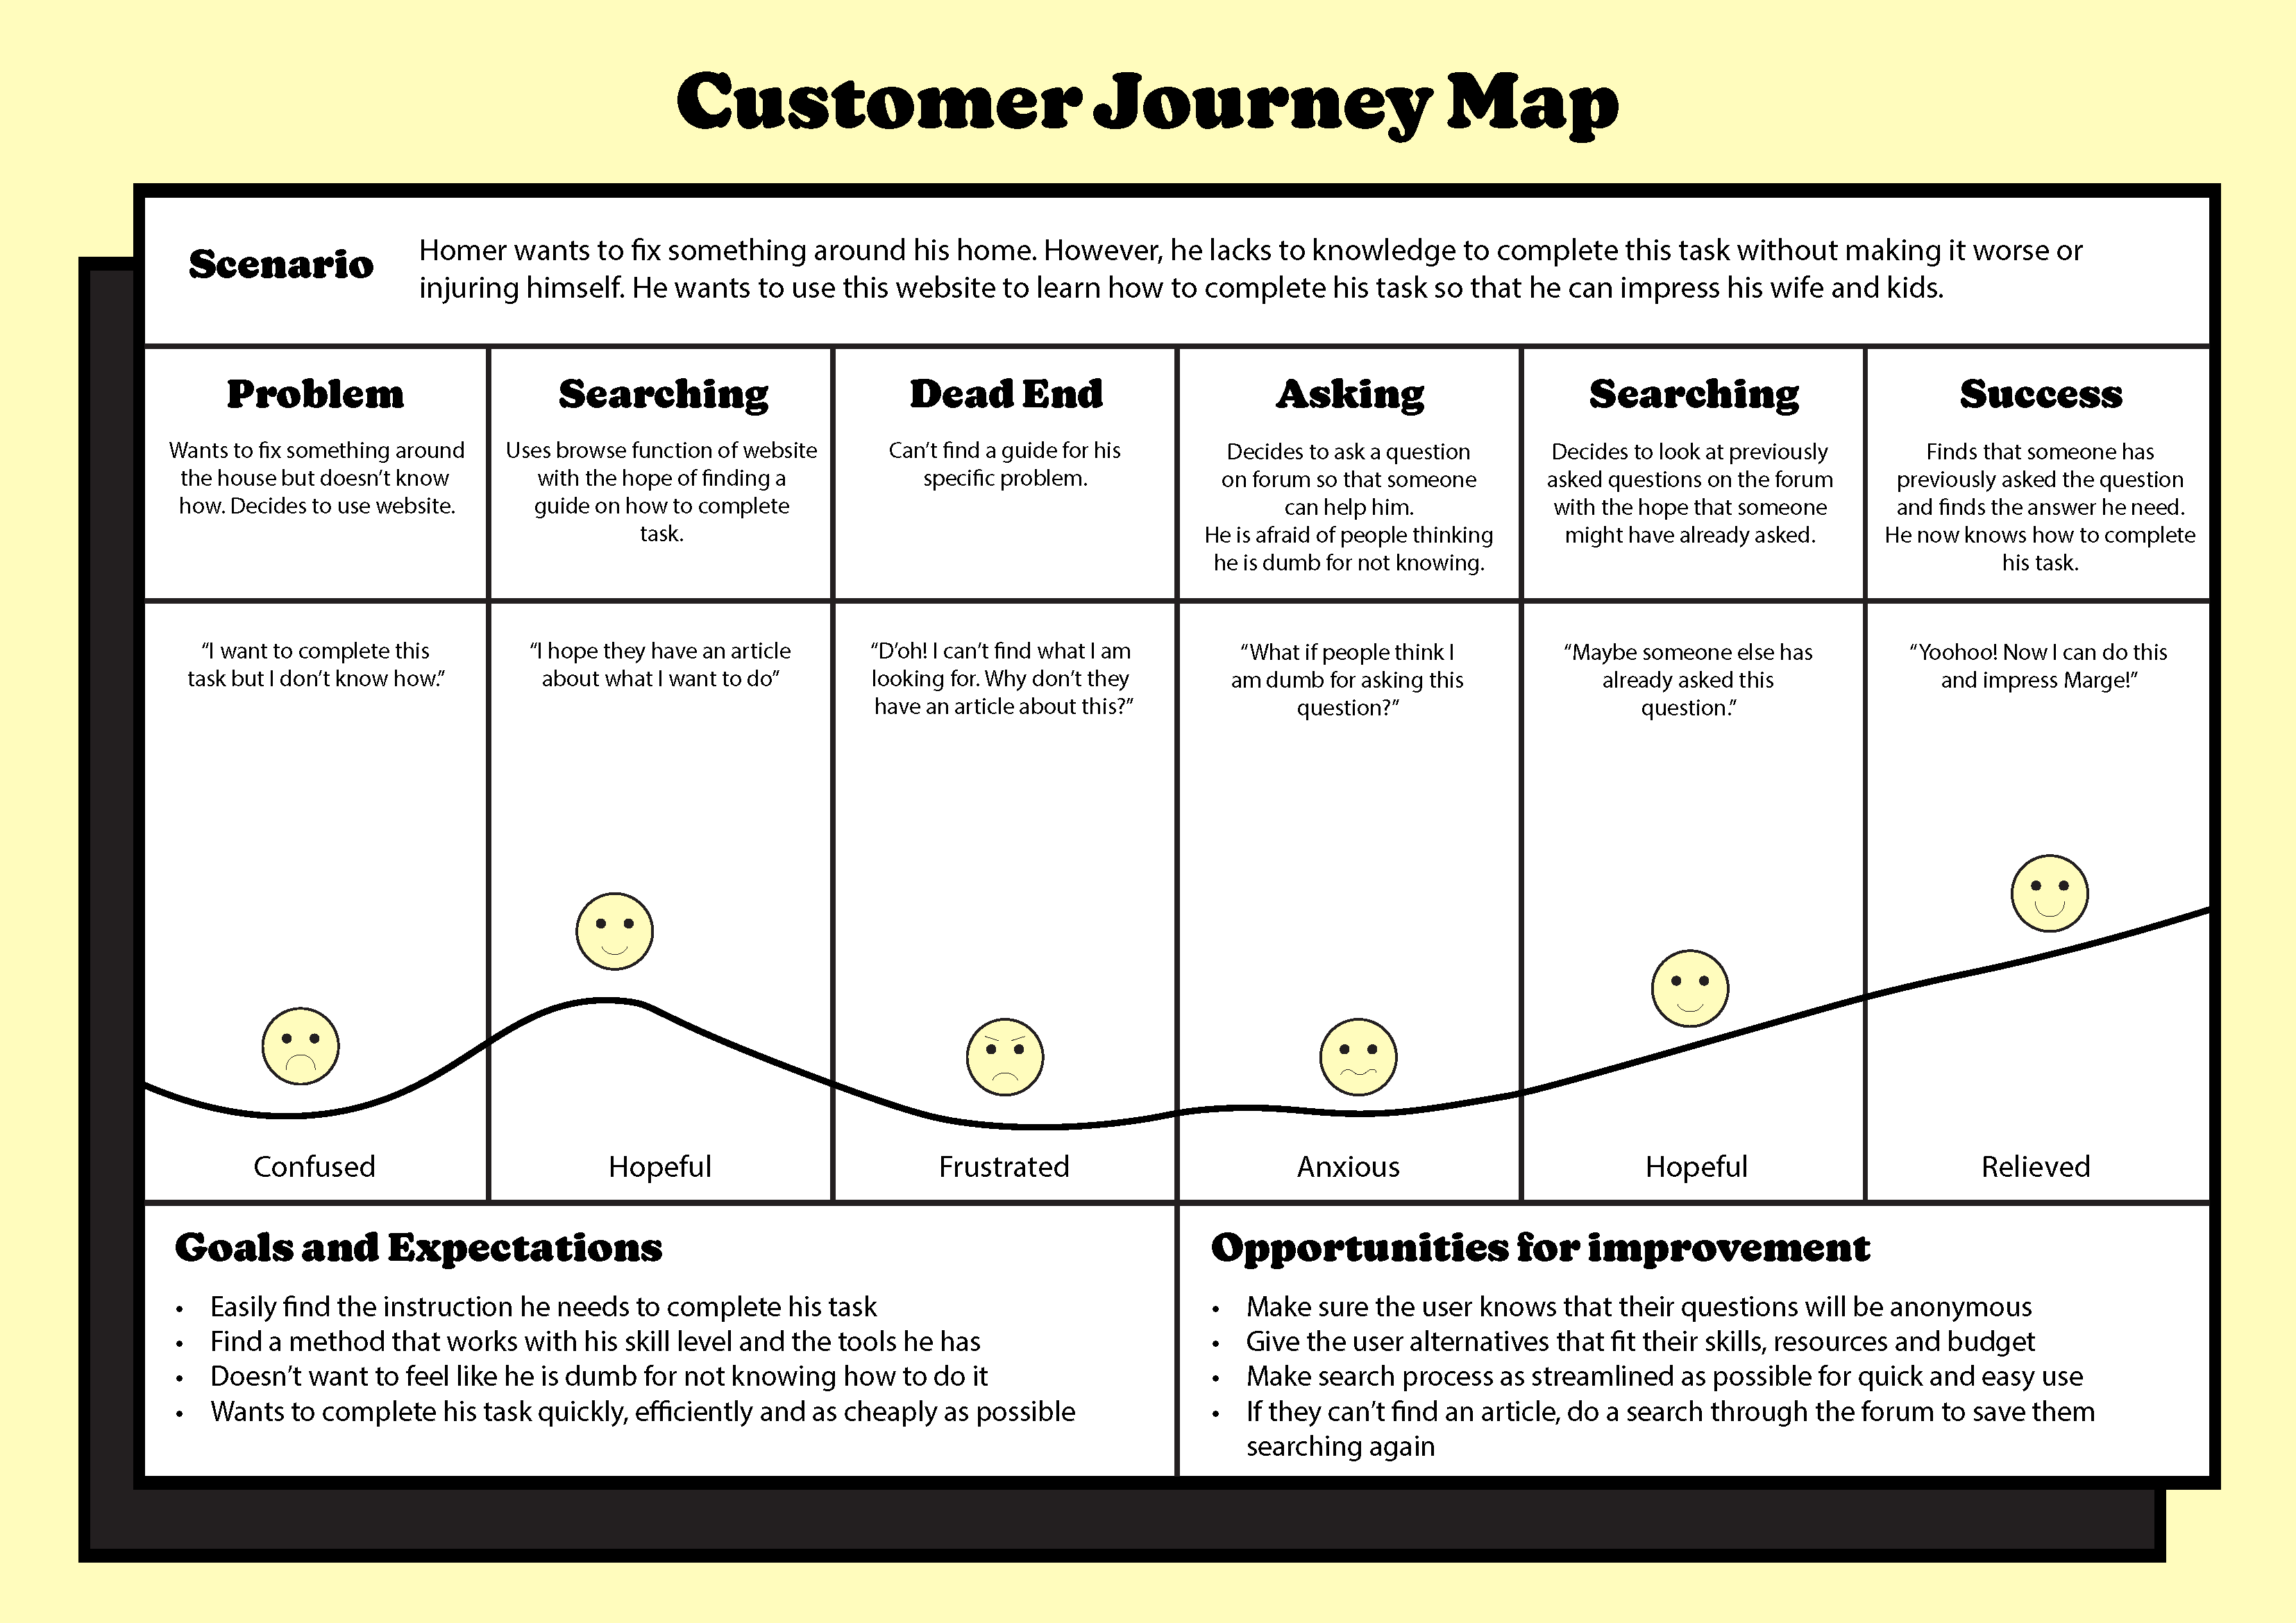 Customer Journey Map
Scenario
Homer wants to fix something around his home. However, he lacks to knowledge to complete this task without making it worse or
injuring himself. He wants to use this website to learn how to complete his task so that he can impress his wife and kids.
Problem
Wants to fix something around
the house but doesn’t know
how. Decides to use website.
Searching
Uses browse function of website
with the hope of finding a
guide on how to complete
task.
Dead End
Can’t find a guide for his
specific problem.
Asking
Decides to ask a question
on forum so that someone
can help him.
He is afraid of people thinking
he is dumb for not knowing.
Searching
Decides to look at previously
asked questions on the forum
with the hope that someone
might have already asked.
Success
Finds that someone has
previously asked the question
and finds the answer he need.
He now knows how to complete
his task.
“I want to complete this
task but I don’t know how.”
“I hope they have an article
about what I want to do”
“D’oh! I can’t find what I am
looking for. Why don’t they
have an article about this?”
“What if people think I
am dumb for asking this
question?”
“Maybe someone else has
already asked this
question.”
“Yoohoo! Now I can do this
and impress Marge!”
Confused
Hopeful
Frustrated
Anxious
Hopeful
Relieved
Goals and Expectations
• Easily find the instruction he needs to complete his task
• Find a method that works with his skill level and the tools he has
• Doesn’t want to feel like he is dumb for not knowing how to do it
• Wants to complete his task quickly, efficiently and as cheaply as possible
Opportunities for improvement
• Make sure the user knows that their questions will be anonymous
• Give the user alternatives that fit their skills, resources and budget
• Make search process as streamlined as possible for quick and easy use
• If they can’t find an article, do a search through the forum to save them
searching again